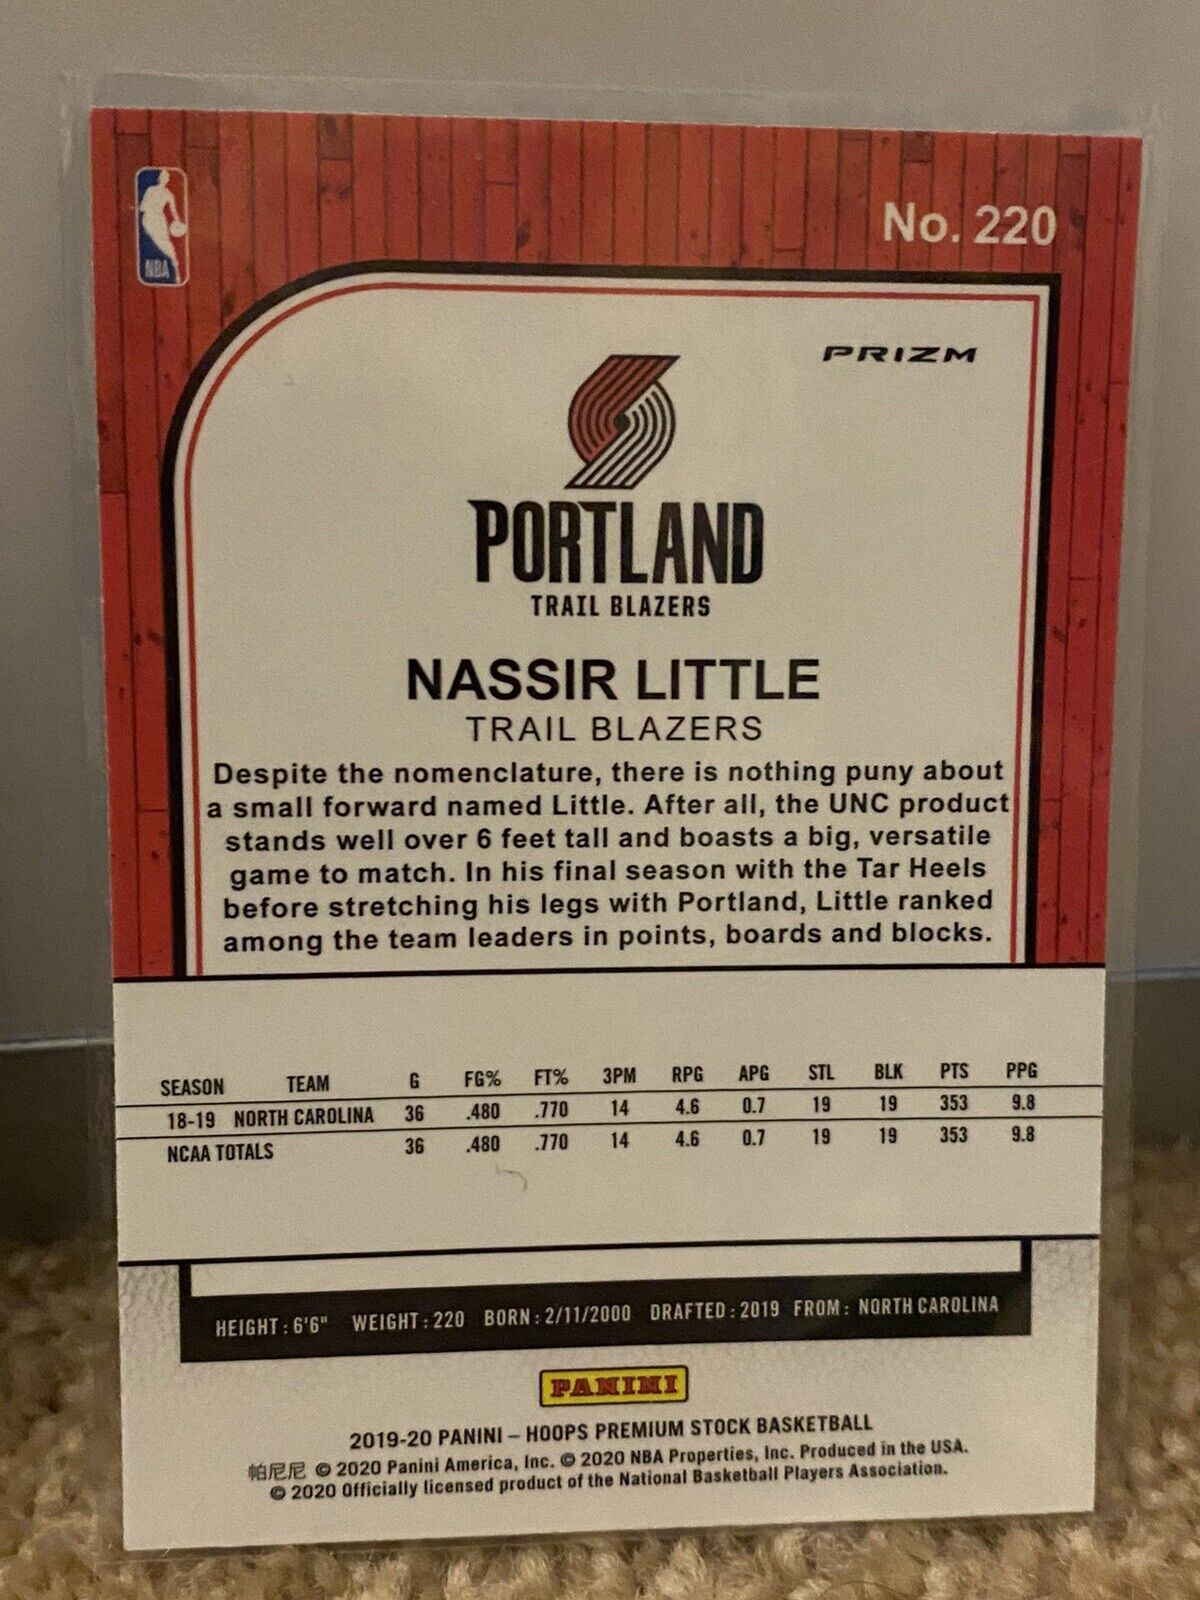 No. 220
NBA
PRIZM
PORTLAND
TRAIL BLAZERS
NASSIR LITTLE
TRAIL BLAZERS
Despite the nomenclature, there is nothing puny about
a small forward named Little. After all, the UNC product
stands well over 6 feet tall and boasts a big, versatile
game to match. In his final season with the Tar Heels
before stretching his legs with Portland, Little ranked
among the team leaders in points, boards and blocks.
SEASON TEAM G FG% FT% 3PM RPG APG STL BLK PTS PPG
18-19 NORTH CAROLINA 36 .480 .770 14 4.6 0.7 19 19 353 9.8
NCAA TOTALS 36 .480 .770 14 4.6 0.7 19 19 353 9.8
HEIGHT: 6'6" WEIGHT: 220 BORN: 2/11/2000 DRAFTED: 2019 FROM: NORTH CAROLINA
PANINI
2019-20 PANINI – HOOPS PREMIUM STOCK BASKETBALL
帕尼尼 © 2020 Panini America, Inc. © 2020 NBA Properties, Inc. Produced in the USA.
© 2020 Officially licensed product of the National Basketball Players Association.